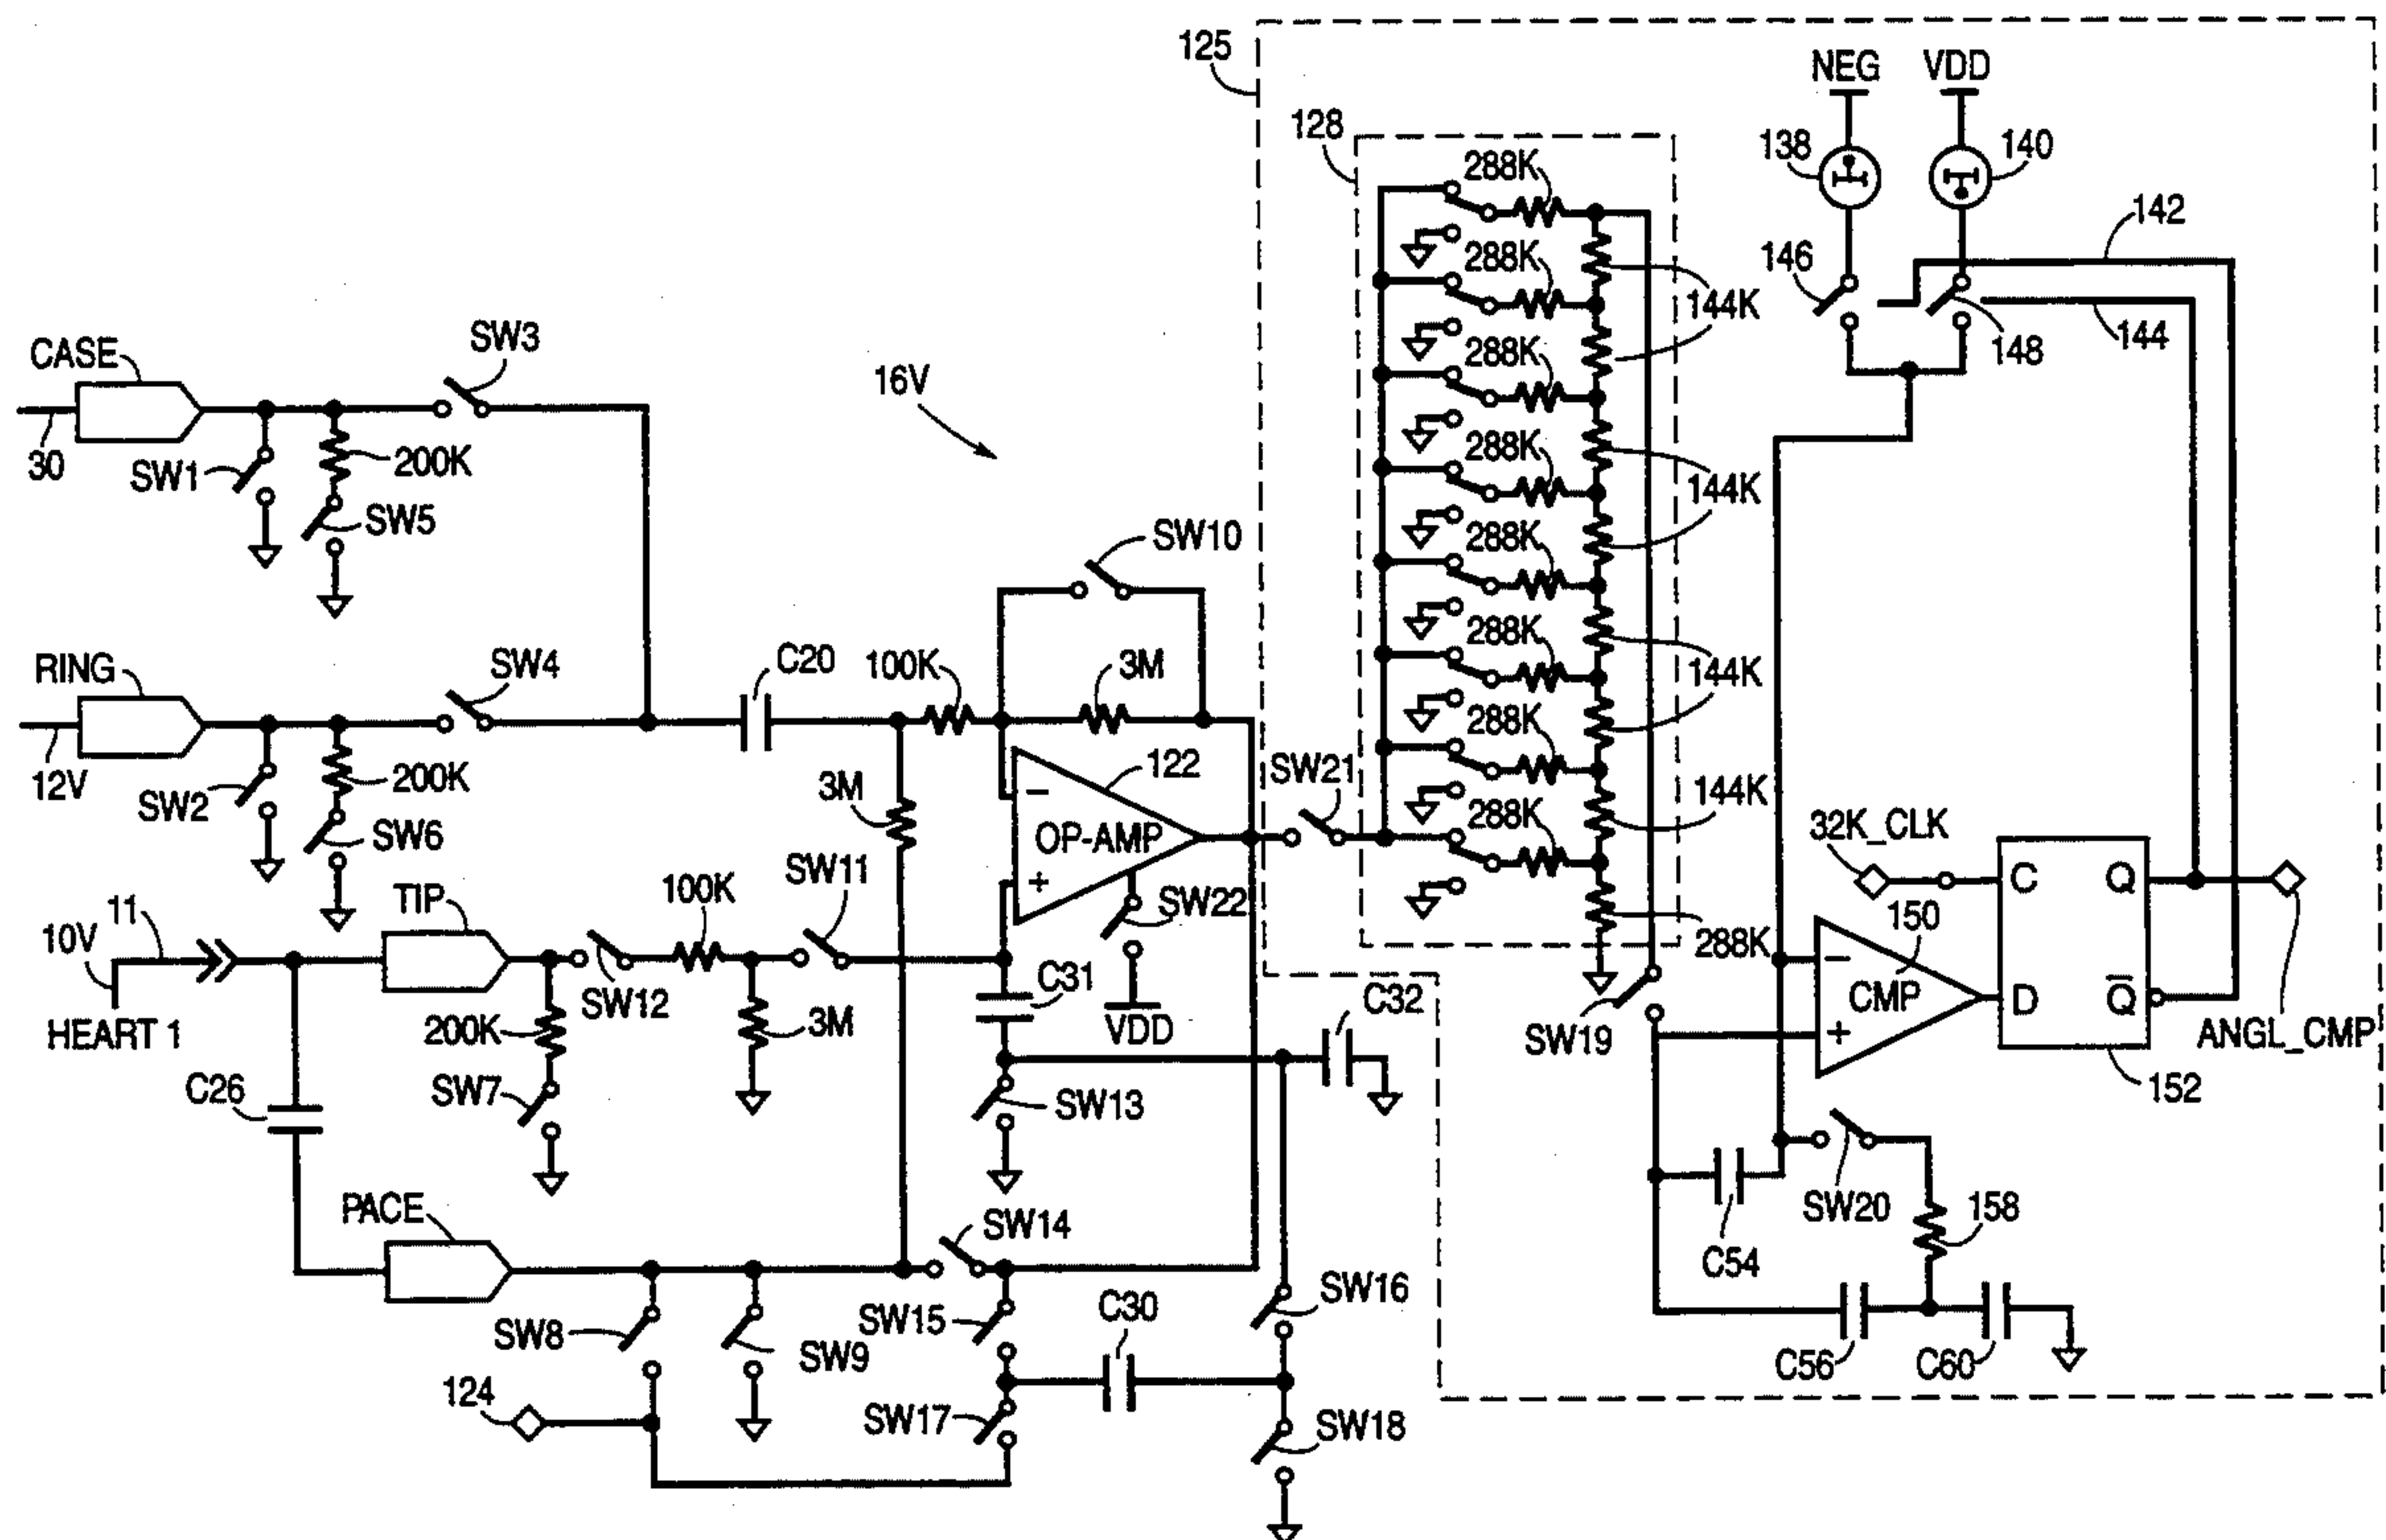 125
NEG VDD
128
138
140
288K
142
288K
146
144K
SW3
CASE
148
144
16V
288K
30
SW1
200K
288K
144K
SW5
SW10
288K
SW4
C20
100K
3M
288K
144K
RING
12V
SW2
200K
SW6
3M
122
SW21
288K
144K
−
OP-AMP
+
288K
32K_CLK
SW11
C Q
TIP
100K
SW22
150
288K
11
10V
SW12
C31
C32
−
CMP
+
D Q̅
HEART 1
200K
3M
VDD
SW19
ANGL_CMP
C26
SW7
SW13
152
SW20
PACE
SW14
C54
158
SW8
SW9
SW15
C30
SW16
C56
C60
124
SW17
SW18